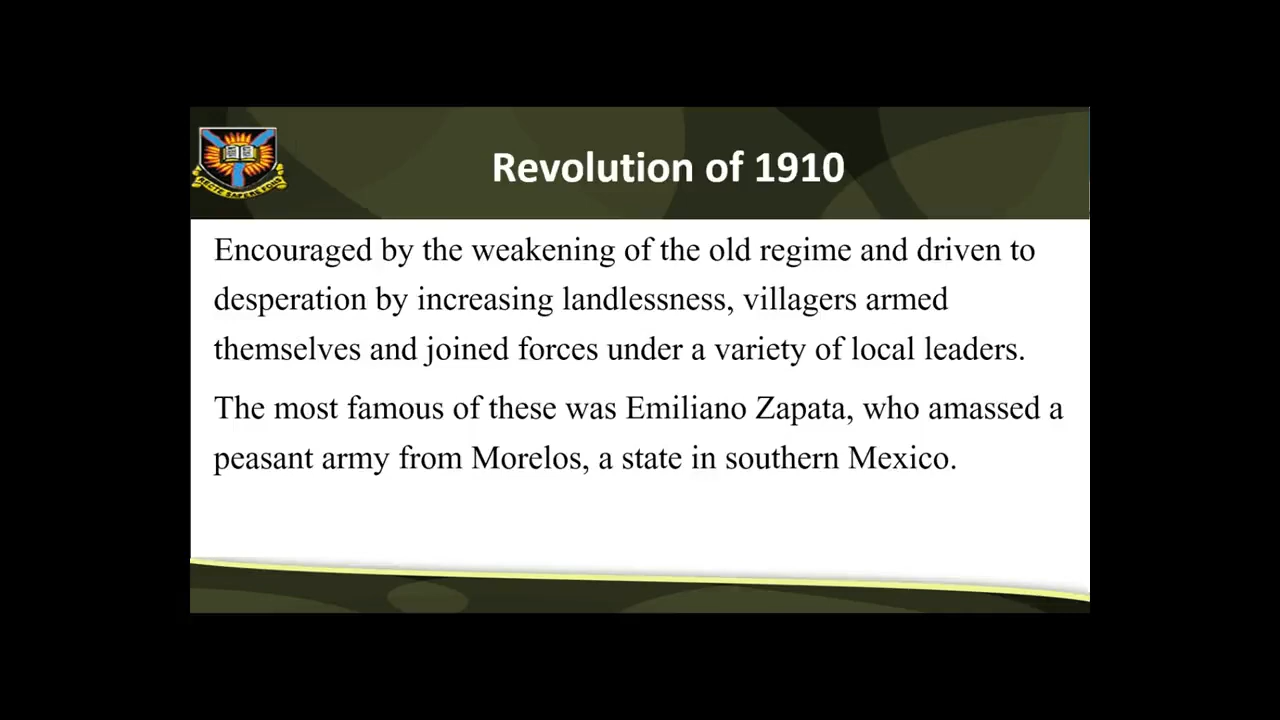 Revolution of 1910
Encouraged by the weakening of the old regime and driven to
desperation by increasing landlessness, villagers armed
themselves and joined forces under a variety of local leaders.
The most famous of these was Emiliano Zapata, who amassed a
peasant army from Morelos, a state in southern Mexico.